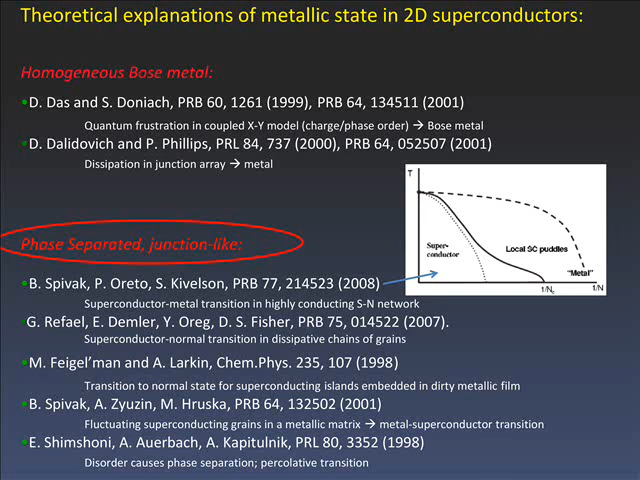 Theoretical explanations of metallic state in 2D superconductors:
Homogeneous Bose metal:
•D. Das and S. Doniach, PRB 60, 1261 (1999), PRB 64, 134511 (2001)
Quantum frustration in coupled X-Y model (charge/phase order) → Bose metal
•D. Dalidovich and P. Phillips, PRL 84, 737 (2000), PRB 64, 052507 (2001)
Dissipation in junction array → metal
T
Super-
conductor
Local SC puddles
"Metal"
1/Nc
1/N
Phase Separated, junction-like:
•B. Spivak, P. Oreto, S. Kivelson, PRB 77, 214523 (2008)
Superconductor-metal transition in highly conducting S-N network
•G. Refael, E. Demler, Y. Oreg, D. S. Fisher, PRB 75, 014522 (2007).
Superconductor-normal transition in dissipative chains of grains
•M. Feigel'man and A. Larkin, Chem.Phys. 235, 107 (1998)
Transition to normal state for superconducting islands embedded in dirty metallic film
•B. Spivak, A. Zyuzin, M. Hruska, PRB 64, 132502 (2001)
Fluctuating superconducting grains in a metallic matrix → metal-superconductor transition
•E. Shimshoni, A. Auerbach, A. Kapitulnik, PRL 80, 3352 (1998)
Disorder causes phase separation; percolative transition